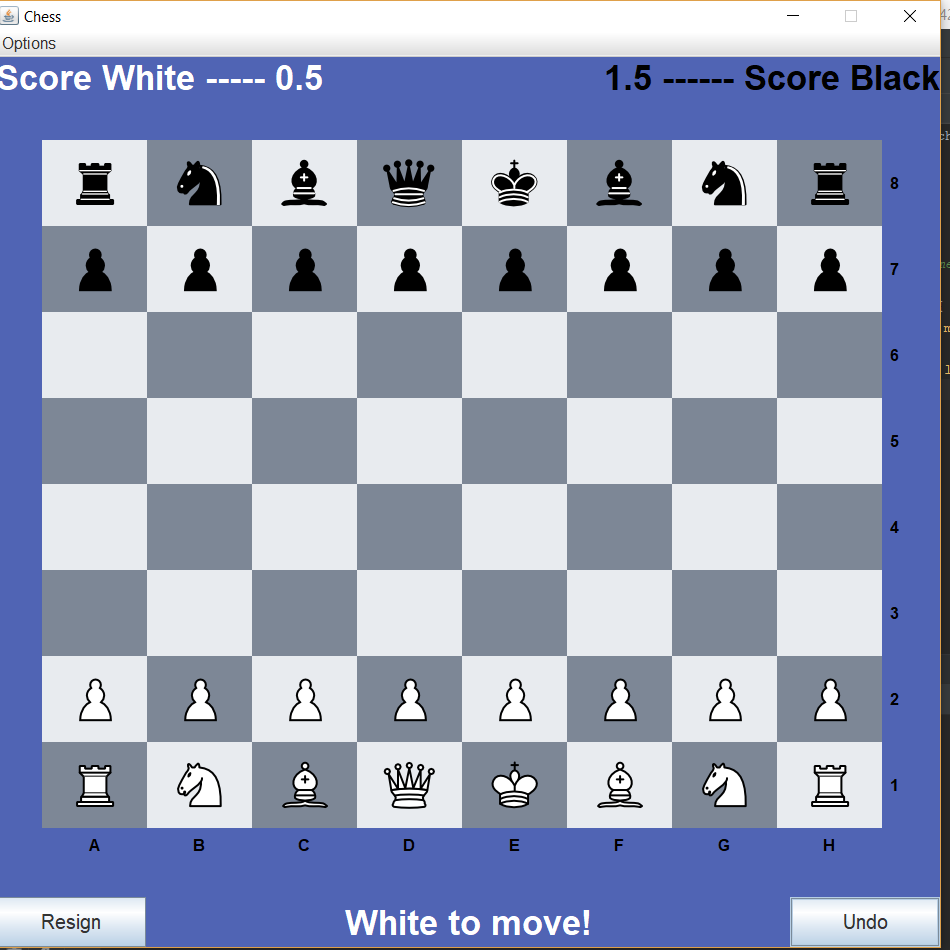 Chess
Options
Score White ----- 0.5
1.5 ------ Score Black
8
7
6
5
4
3
2
1
A B C D E F G H
Resign
White to move!
Undo